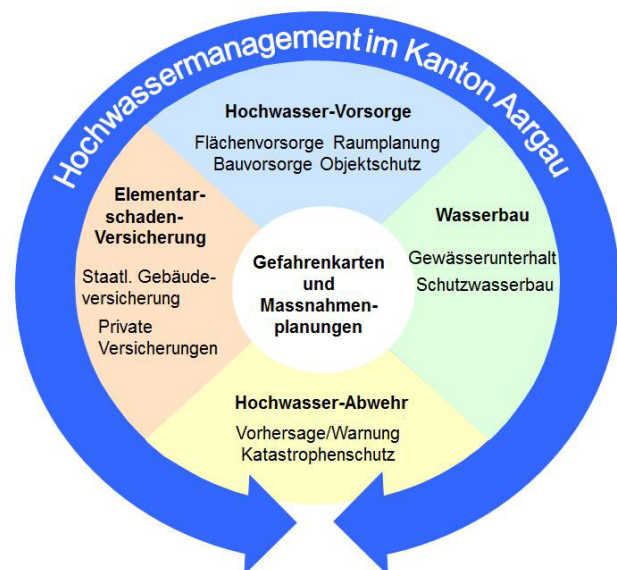 Hochwassermanagement im Kanton Aargau
Hochwasser-Vorsorge
Flächenvorsorge Raumplanung
Bauvorsorge Objektschutz
Elementar-
schaden-
Versicherung
Staatl. Gebäude-
versicherung
Private
Versicherungen
Gefahrenkarten
und
Massnahmen-
planungen
Wasserbau
Gewässerunterhalt
Schutzwasserbau
Hochwasser-Abwehr
Vorhersage/Warnung
Katastrophenschutz